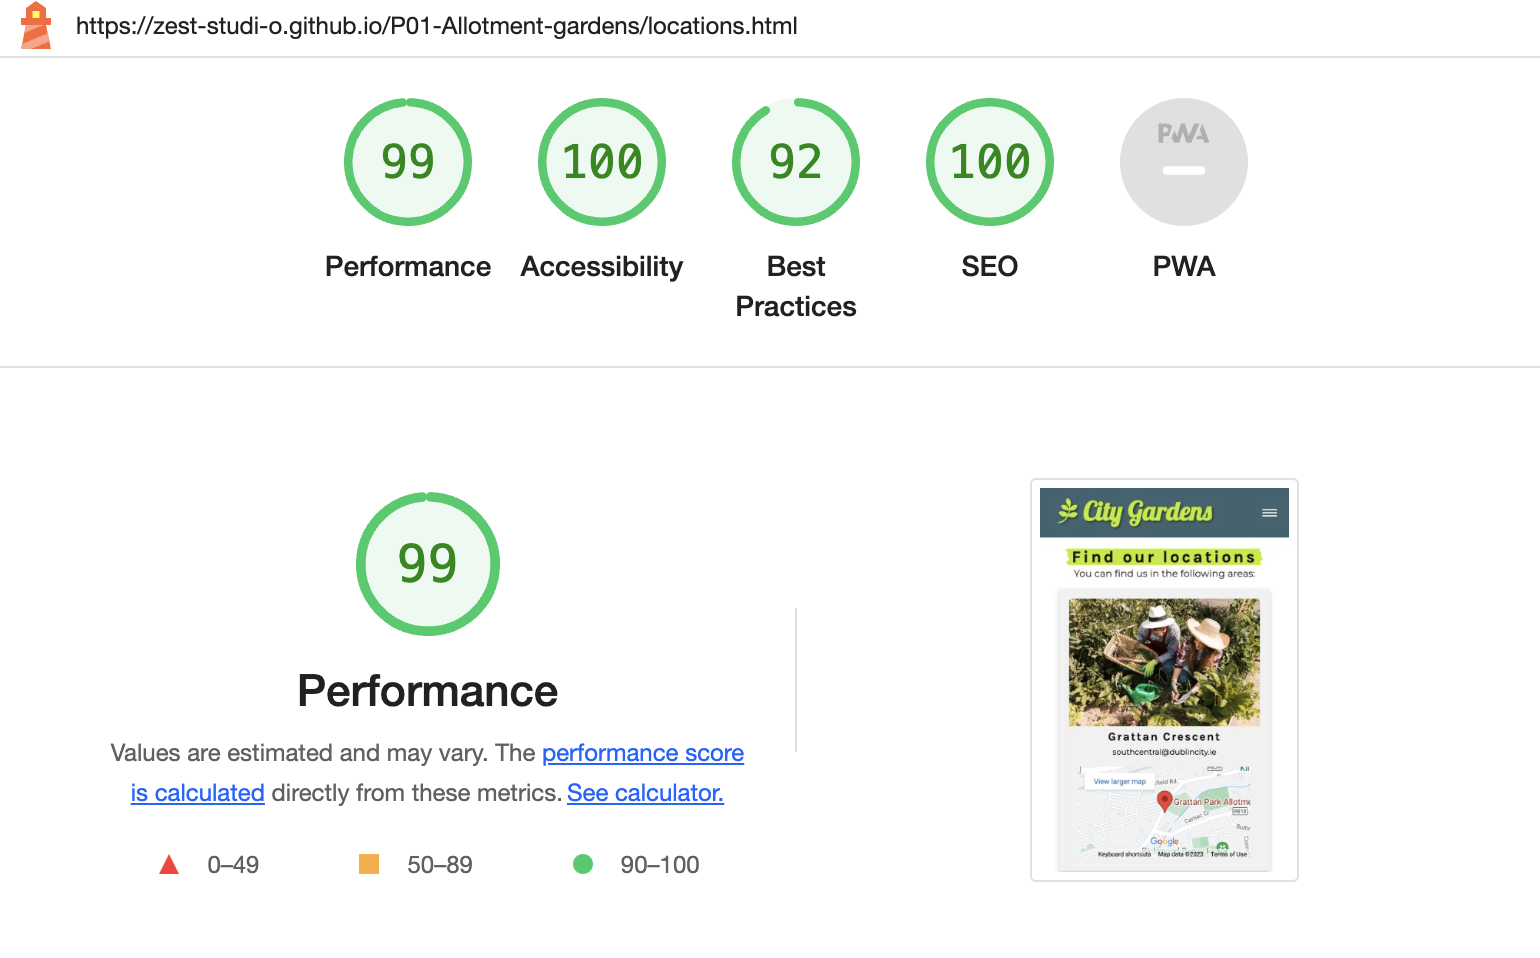 https://zest-studi-o.github.io/P01-Allotment-gardens/locations.html
99
100
92
100
PWA
Performance
Accessibility
Best
Practices
SEO
PWA
99
Performance
Values are estimated and may vary. The performance score
is calculated directly from these metrics. See calculator.
0–49
50–89
90–100
City Gardens
Find our locations
You can find us in the following areas:
Grattan Crescent
southcentral@dublincity.ie
View larger map
Grattan Park Allotme
R810
Google
Keyboard shortcuts Map data ©2023 Terms of Use